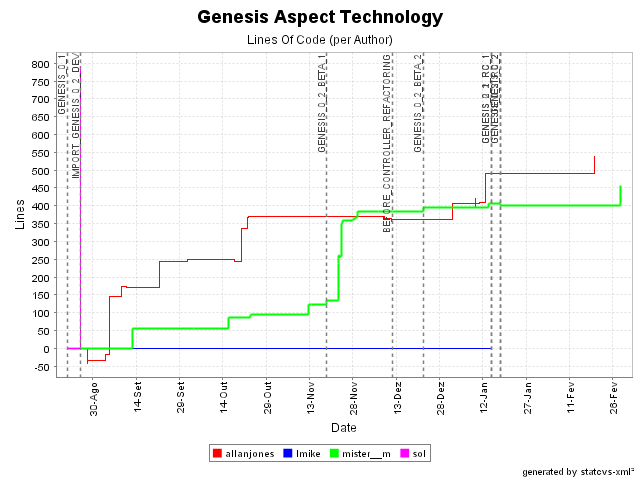 Genesis Aspect Technology
Lines Of Code (per Author)
Lines
800
750
700
650
600
550
500
450
400
350
300
250
200
150
100
50
0
-50
GENESIS_0_1
IMPORT_GENESIS_0_2_DEV
GENESIS_0_2_BETA_1
BEFORE_CONTROLLER_REFACTORING
GENESIS_0_2_BETA_2
30-Ago
14-Set
29-Set
14-Out
29-Out
13-Nov
28-Nov
13-Dez
28-Dez
12-Jan
27-Jan
11-Fev
26-Fev
Date
allanjones lmike mister___m sol
generated by statcvs-xml²